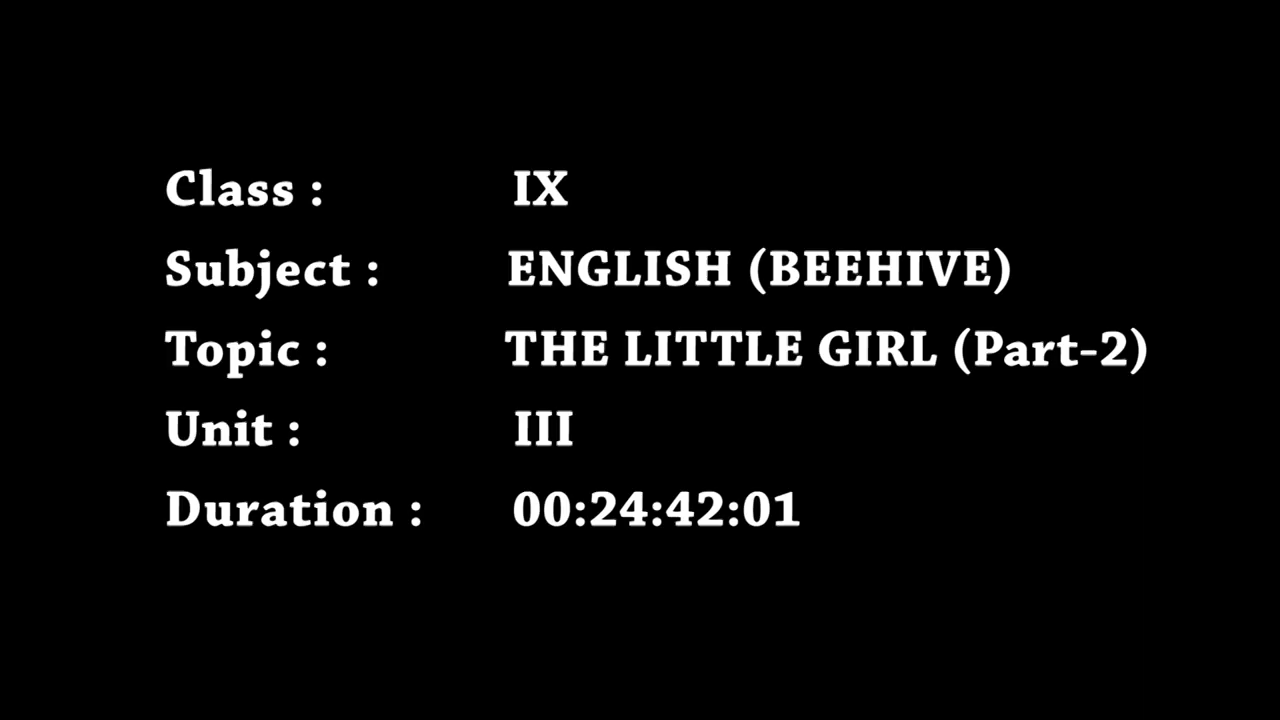 Class : IX
Subject : ENGLISH (BEEHIVE)
Topic : THE LITTLE GIRL (Part-2)
Unit : III
Duration : 00:24:42:01